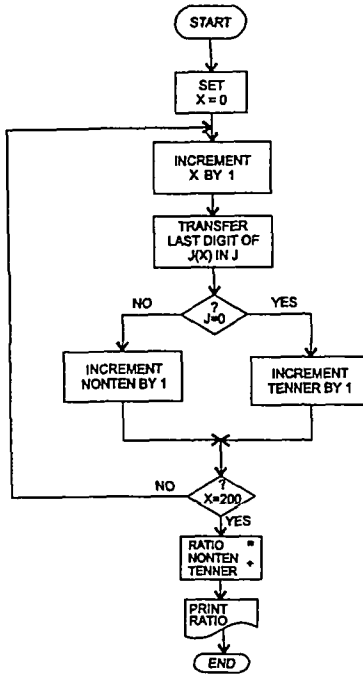 START
SET
X = 0
INCREMENT
X BY 1
TRANSFER
LAST DIGIT OF
J(X) IN J
NO
?
J=0
YES
INCREMENT
NONTEN BY 1
INCREMENT
TENNER BY 1
NO
?
X=200
YES
RATIO =
NONTEN ÷
TENNER
PRINT
RATIO
END